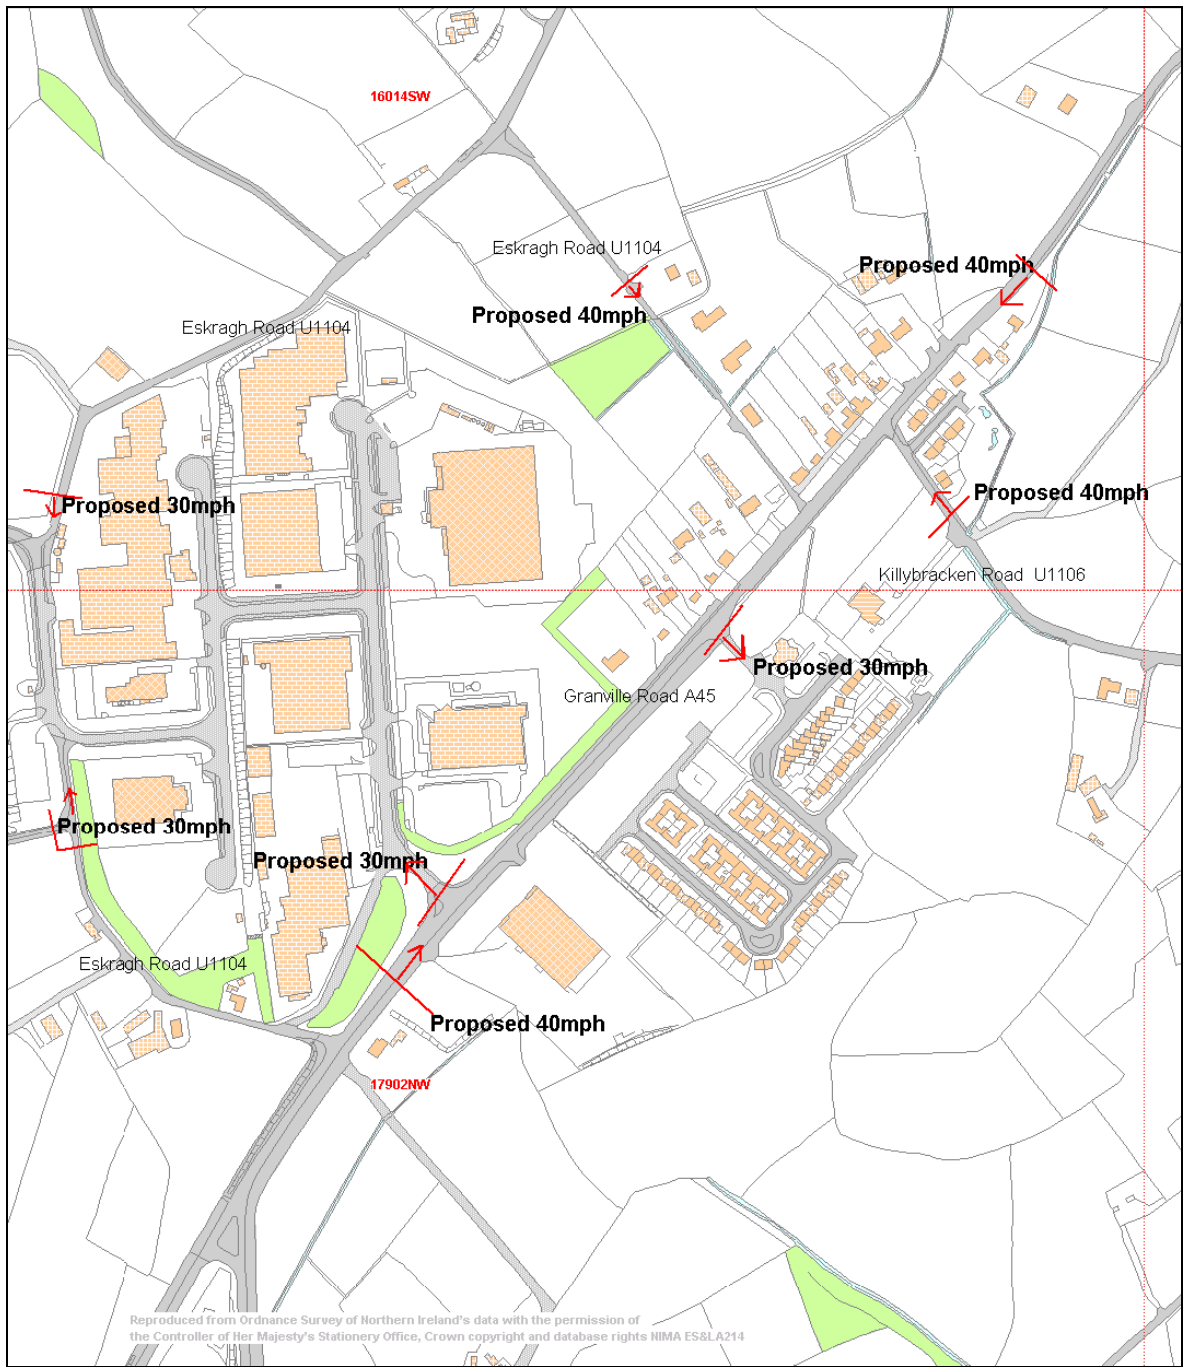 16014SW
Eskragh Road U1104
Proposed 40mph
Proposed 40mph
Eskragh Road U1104
Proposed 30mph
Proposed 40mph
Killybracken Road U1106
Proposed 30mph
Granville Road A45
Proposed 30mph
Proposed 30mph
Eskragh Road U1104
Proposed 40mph
17902NW
Reproduced from Ordnance Survey of Northern Ireland's data with the permission of
the Controller of Her Majesty's Stationery Office, Crown copyright and database rights NIMA ES&LA214